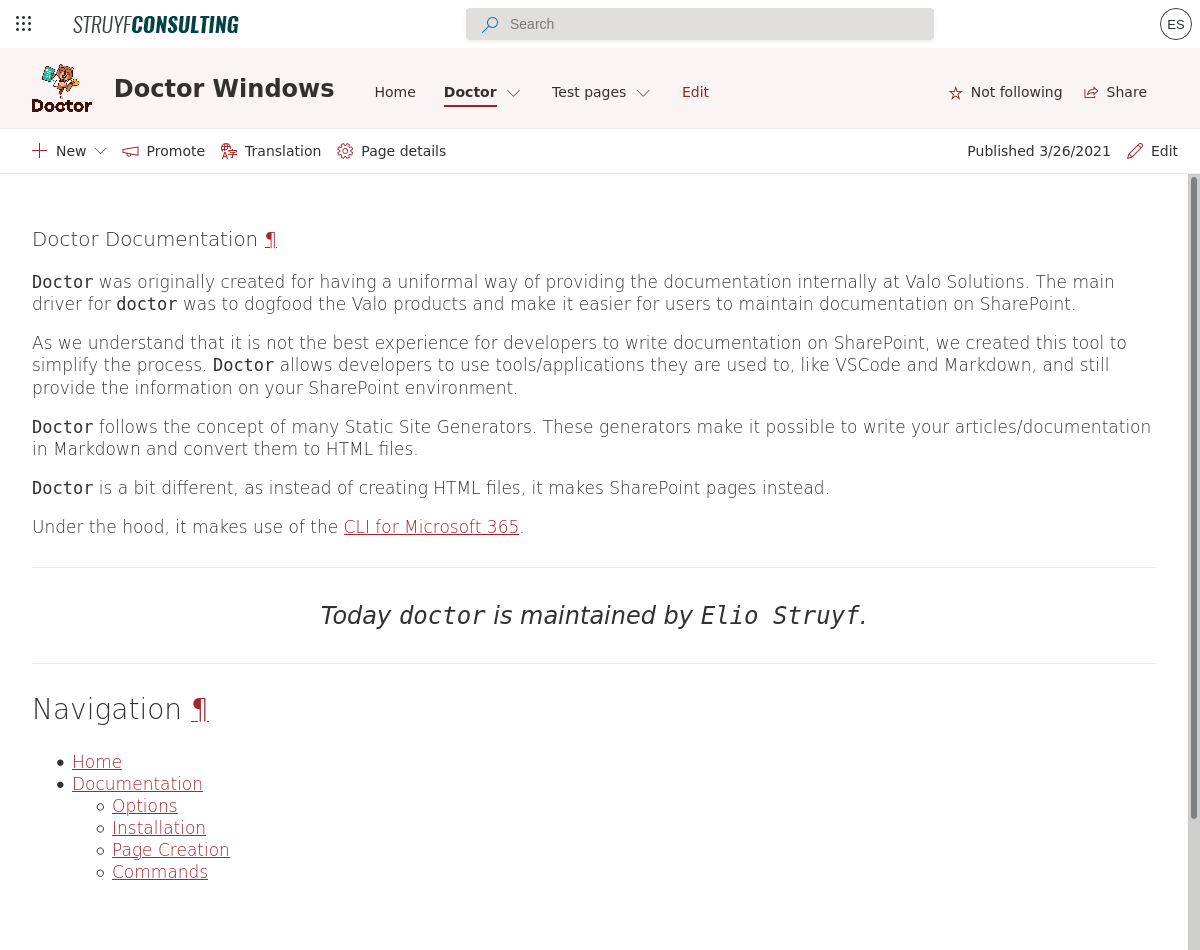 STRUYFCONSULTING
Search
ES
Doctor
Doctor Windows
Home
Doctor
Test pages
Edit
Not following
Share
New
Promote
Translation
Page details
Published 3/26/2021
Edit
Doctor Documentation ¶
Doctor was originally created for having a uniformal way of providing the documentation internally at Valo Solutions. The main
driver for doctor was to dogfood the Valo products and make it easier for users to maintain documentation on SharePoint.
As we understand that it is not the best experience for developers to write documentation on SharePoint, we created this tool to
simplify the process. Doctor allows developers to use tools/applications they are used to, like VSCode and Markdown, and still
provide the information on your SharePoint environment.
Doctor follows the concept of many Static Site Generators. These generators make it possible to write your articles/documentation
in Markdown and convert them to HTML files.
Doctor is a bit different, as instead of creating HTML files, it makes SharePoint pages instead.
Under the hood, it makes use of the CLI for Microsoft 365.
Today doctor is maintained by Elio Struyf.
Navigation ¶
Home
Documentation
Options
Installation
Page Creation
Commands